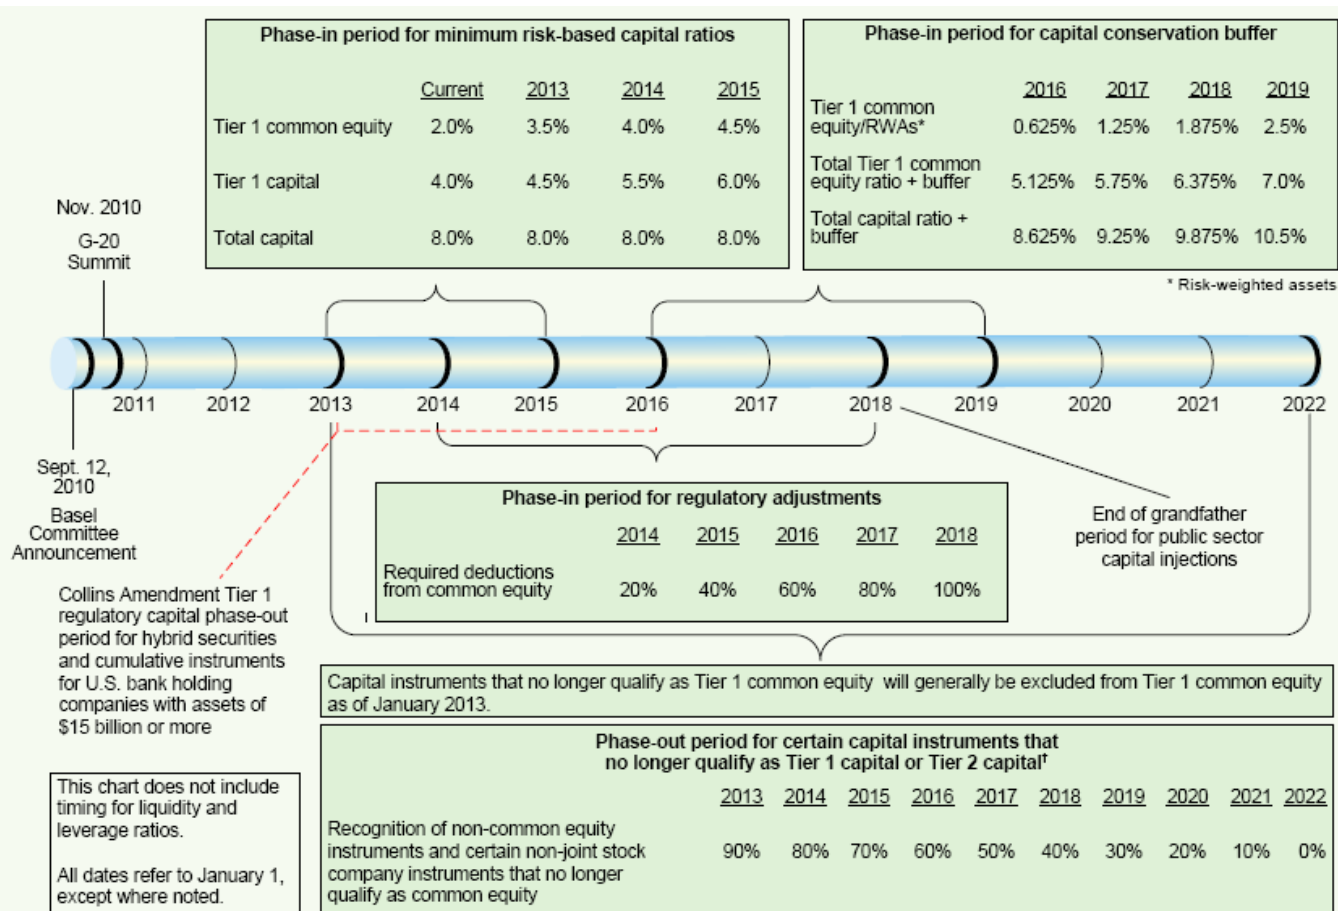 Phase-in period for minimum risk-based capital ratios
Current 2013 2014 2015
Tier 1 common equity 2.0% 3.5% 4.0% 4.5%
Tier 1 capital 4.0% 4.5% 5.5% 6.0%
Total capital 8.0% 8.0% 8.0% 8.0%
Phase-in period for capital conservation buffer
2016 2017 2018 2019
Tier 1 common
equity/RWAs* 0.625% 1.25% 1.875% 2.5%
Total Tier 1 common
equity ratio + buffer 5.125% 5.75% 6.375% 7.0%
Total capital ratio +
buffer 8.625% 9.25% 9.875% 10.5%
* Risk-weighted assets
Nov. 2010
G-20
Summit
2011 2012 2013 2014 2015 2016 2017 2018 2019 2020 2021 2022
Sept. 12,
2010
Basel
Committee
Announcement
Phase-in period for regulatory adjustments
2014 2015 2016 2017 2018
Required deductions
from common equity 20% 40% 60% 80% 100%
End of grandfather
period for public sector
capital injections
Collins Amendment Tier 1
regulatory capital phase-out
period for hybrid securities
and cumulative instruments
for U.S. bank holding
companies with assets of
$15 billion or more
Capital instruments that no longer qualify as Tier 1 common equity will generally be excluded from Tier 1 common equity
as of January 2013.
Phase-out period for certain capital instruments that
no longer qualify as Tier 1 capital or Tier 2 capital†
2013 2014 2015 2016 2017 2018 2019 2020 2021 2022
Recognition of non-common equity
instruments and certain non-joint stock 90% 80% 70% 60% 50% 40% 30% 20% 10% 0%
company instruments that no longer
qualify as common equity
This chart does not include
timing for liquidity and
leverage ratios.
All dates refer to January 1,
except where noted.